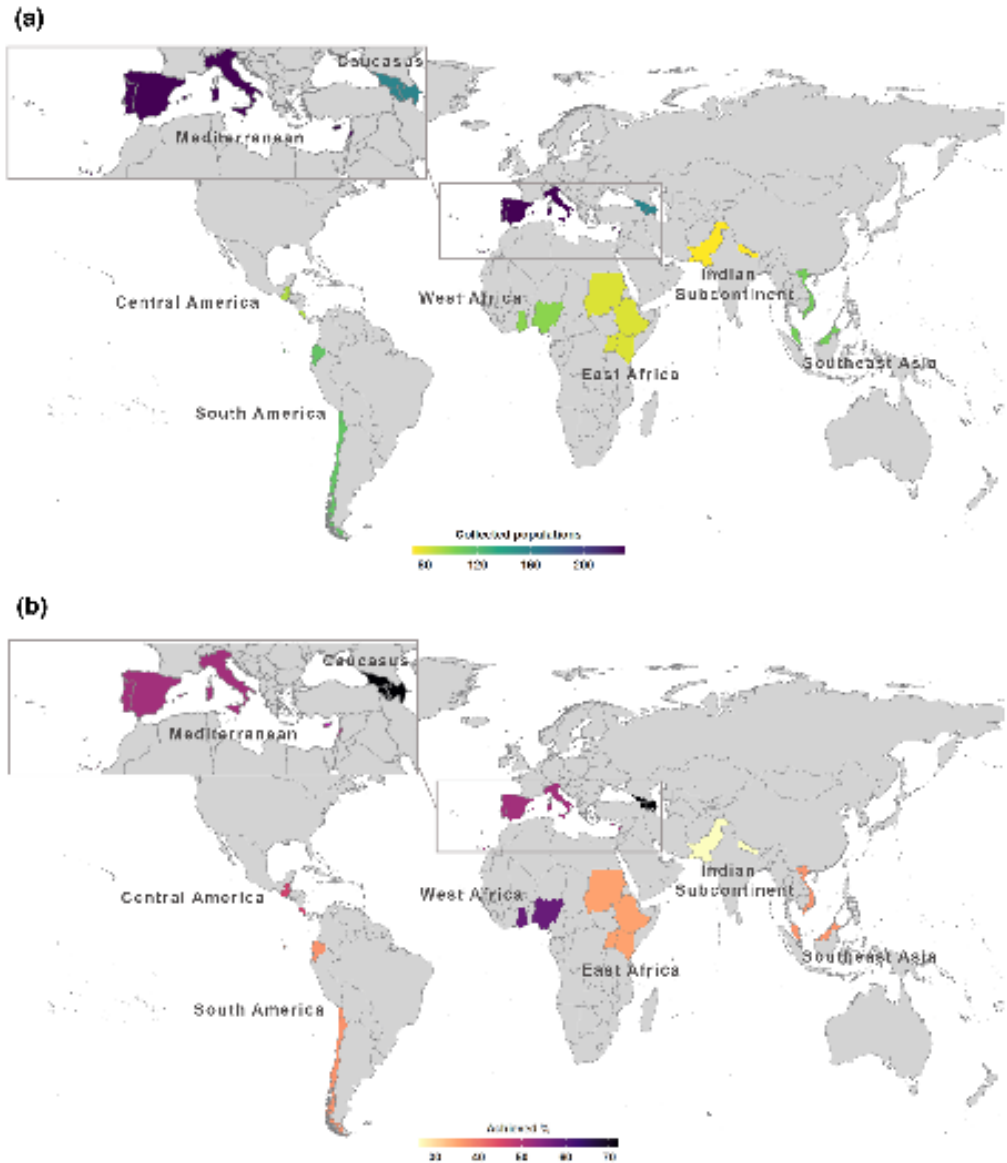 (a)
Caucasus
Mediterranean
Indian
Subcontinent
Central America
West Africa
Southeast Asia
East Africa
South America
Collected populations
80 120 160 200
(b)
Caucasus
Mediterranean
Indian
Subcontinent
Central America
West Africa
Southeast Asia
East Africa
South America
Achieved %
30 40 50 60 70